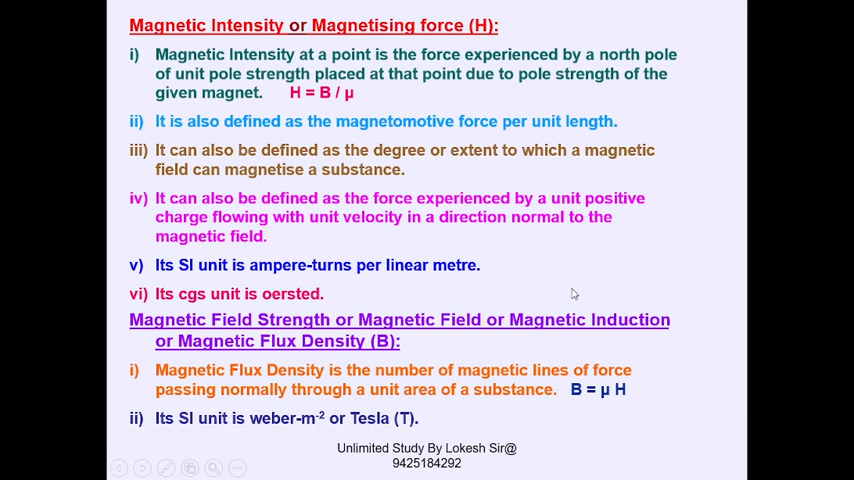 Magnetic Intensity or Magnetising force (H):
i) Magnetic Intensity at a point is the force experienced by a north pole
of unit pole strength placed at that point due to pole strength of the
given magnet. H = B / μ
ii) It is also defined as the magnetomotive force per unit length.
iii) It can also be defined as the degree or extent to which a magnetic
field can magnetise a substance.
iv) It can also be defined as the force experienced by a unit positive
charge flowing with unit velocity in a direction normal to the
magnetic field.
v) Its SI unit is ampere-turns per linear metre.
vi) Its cgs unit is oersted.
Magnetic Field Strength or Magnetic Field or Magnetic Induction
or Magnetic Flux Density (B):
i) Magnetic Flux Density is the number of magnetic lines of force
passing normally through a unit area of a substance. B = μ H
ii) Its SI unit is weber-m⁻² or Tesla (T).
Unlimited Study By Lokesh Sir@
9425184292